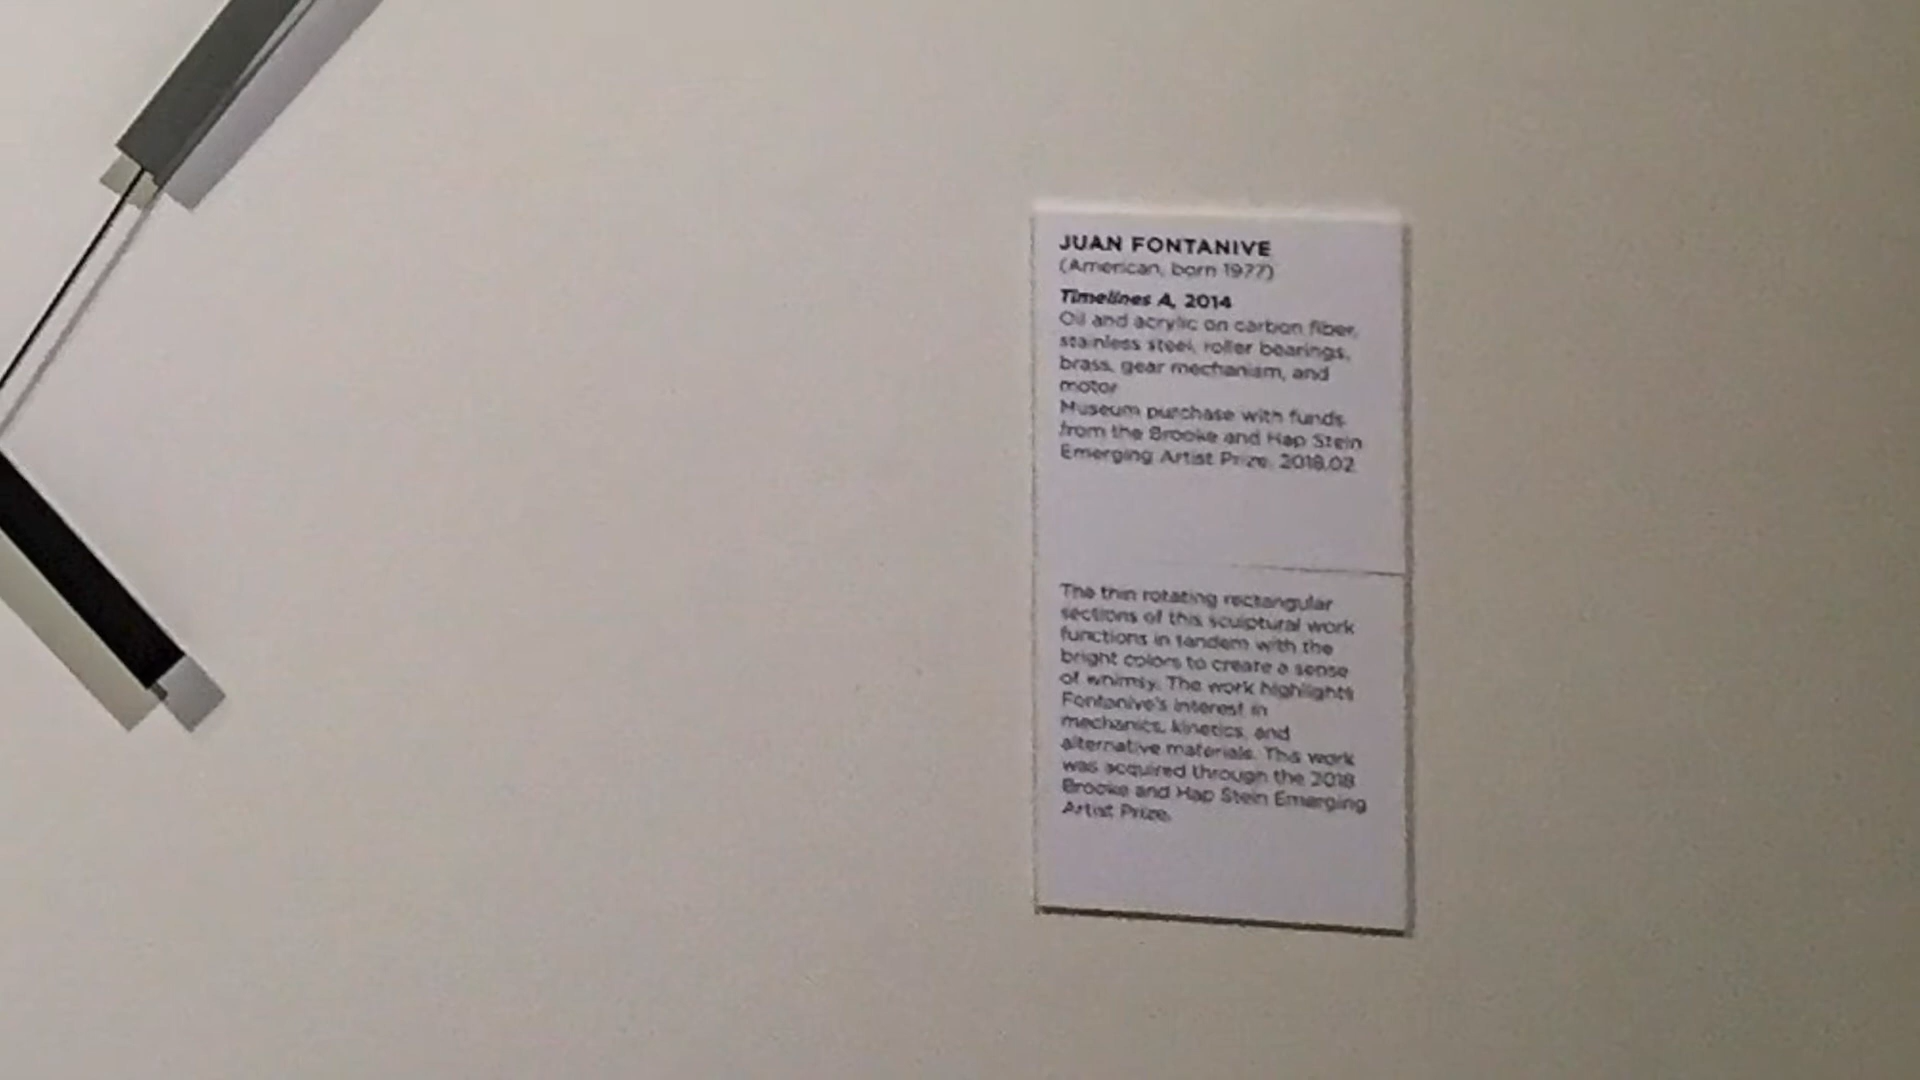 JUAN FONTANIVE
(American, born 1977)
Timelines A, 2014
Oil and acrylic on carbon fiber,
stainless steel, roller bearings,
brass, gear mechanism, and
motor
Museum purchase with funds
from the Brooke and Hap Stein
Emerging Artist Prize, 2018.02
The thin rotating rectangular
sections of this sculptural work
functions in tandem with the
bright colors to create a sense
of whimsy. The work highlights
Fontanive's interest in
mechanics, kinetics, and
alternative materials. This work
was acquired through the 2018
Brooke and Hap Stein Emerging
Artist Prize.